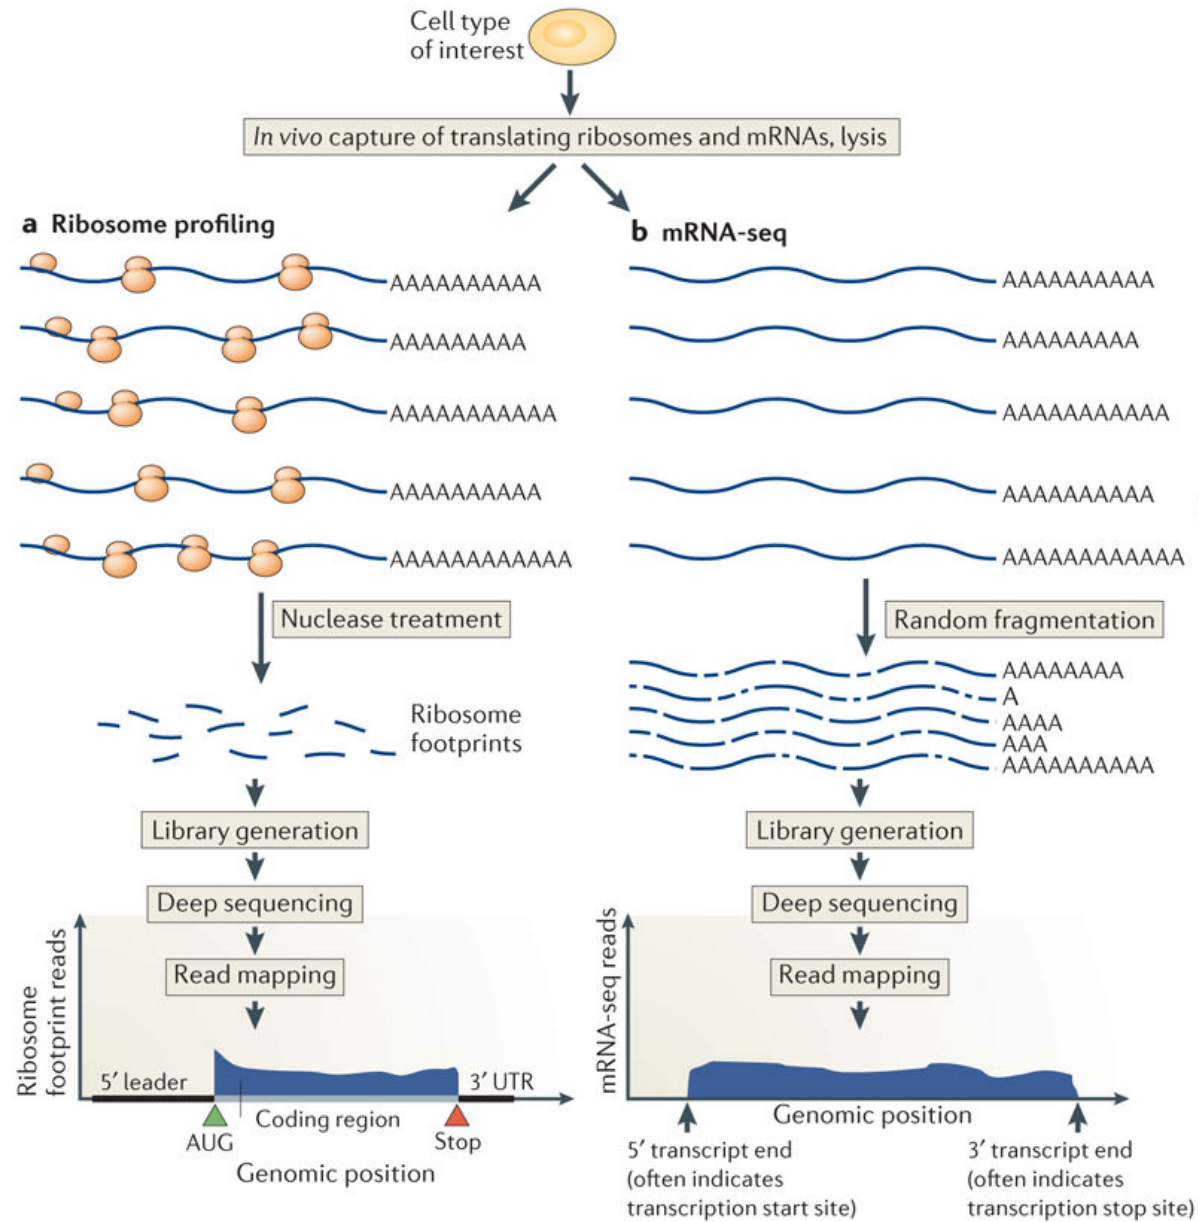 Cell type
of interest
In vivo capture of translating ribosomes and mRNAs, lysis
a Ribosome profiling
AAAAAAAAAA
AAAAAAAAA
AAAAAAAAAAA
AAAAAAAAAA
AAAAAAAAAAAA
Nuclease treatment
Ribosome
footprints
Library generation
Deep sequencing
Read mapping
Ribosome
footprint reads
5′ leader
3′ UTR
Coding region
AUG
Stop
Genomic position
b mRNA-seq
AAAAAAAAAA
AAAAAAAAA
AAAAAAAAAAA
AAAAAAAAAA
AAAAAAAAAAAA
Random fragmentation
AAAAAAAA
A
AAAA
AAA
AAAAAAAAAA
Library generation
Deep sequencing
Read mapping
mRNA-seq reads
Genomic position
5′ transcript end
(often indicates
transcription start site)
3′ transcript end
(often indicates
transcription stop site)